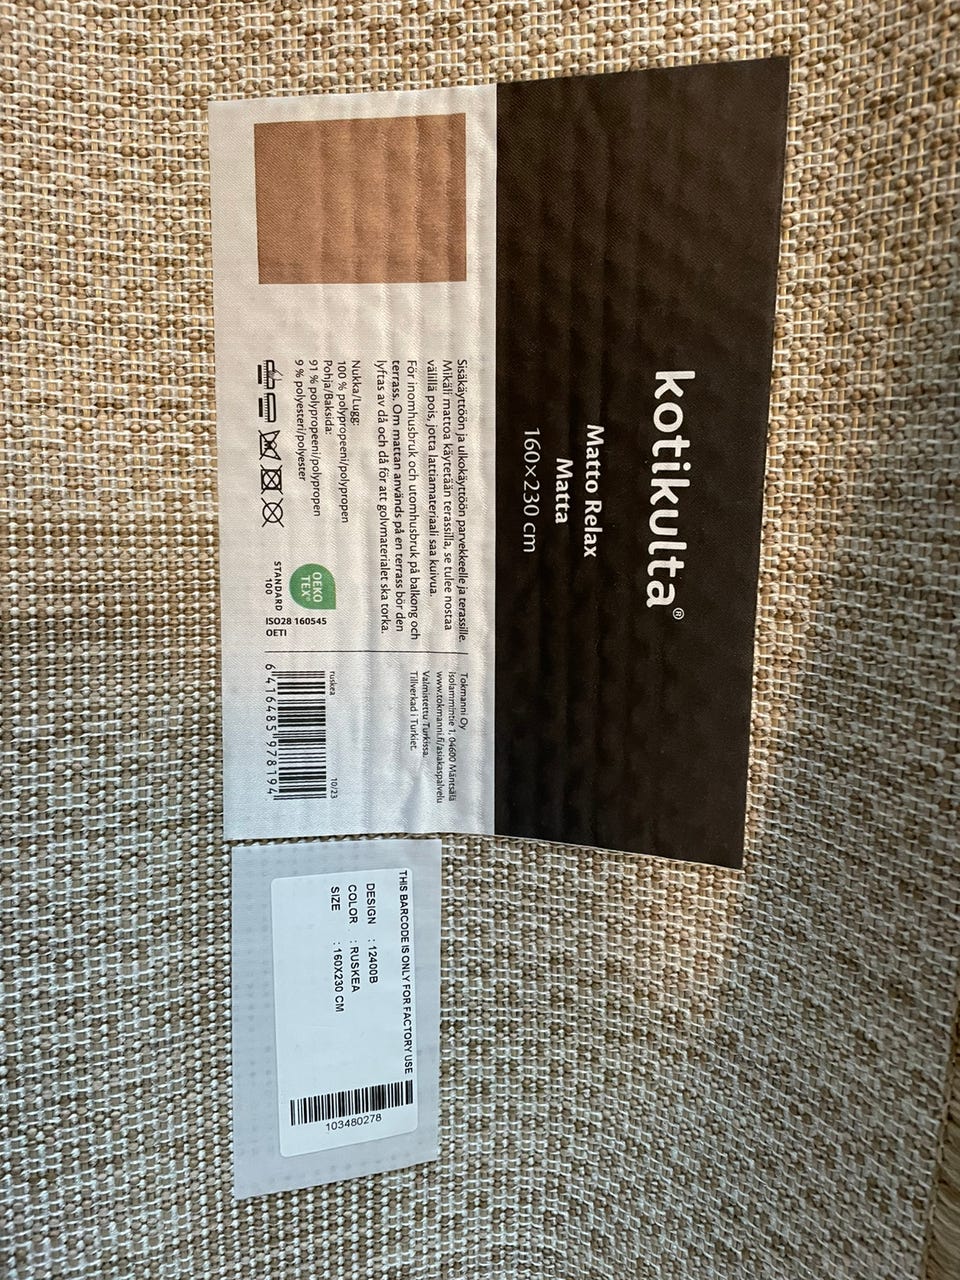 kotikulta®
Matto Relax
Matta
160x230 cm
Sisäkäyttöön ja ulkokäyttöön parvekkeelle ja terassille.
Mikäli mattoa käytetään terassilla, se tulee nostaa
välillä pois, jotta lattiamateriaali saa kuivua.
För inomhusbruk och utomhusbruk på balkong och
terrass. Om mattan används på en terrass bör den
lyftas av då och då för att golvmaterialet ska torka.
Nukka/Lugg:
100 % polypropeeni/polypropen
Pohja/Baksida:
91 % polypropeeni/polypropen
9 % polyesteri/polyester
OEKO
TEX®
STANDARD
100
ISO28 160545
OETI
Tokmanni Oy
Isolammintie 1, 04600 Mäntsälä
www.tokmanni.fi/asiakaspalvelu
Valmistettu Turkissa.
Tillverkad i Turkiet.
ruskea 10/23
6 416485 978194
THIS BARCODE IS ONLY FOR FACTORY USE
DESIGN : 12400B
COLOR : RUSKEA
SIZE : 160X230 CM
103480278